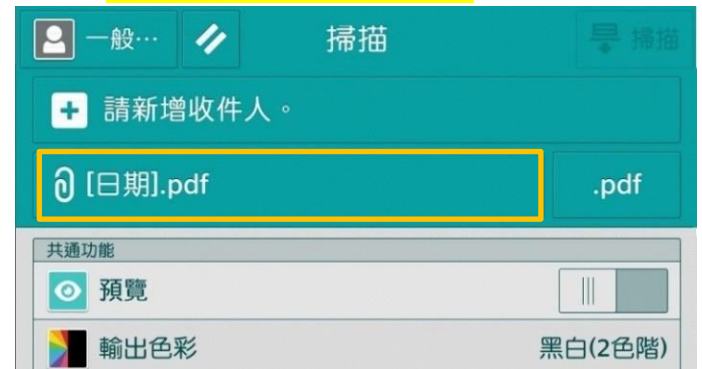 一般… 掃描 掃描
請新增收件人。
[日期].pdf .pdf
共通功能
預覽
輸出色彩 黑白(2色階)